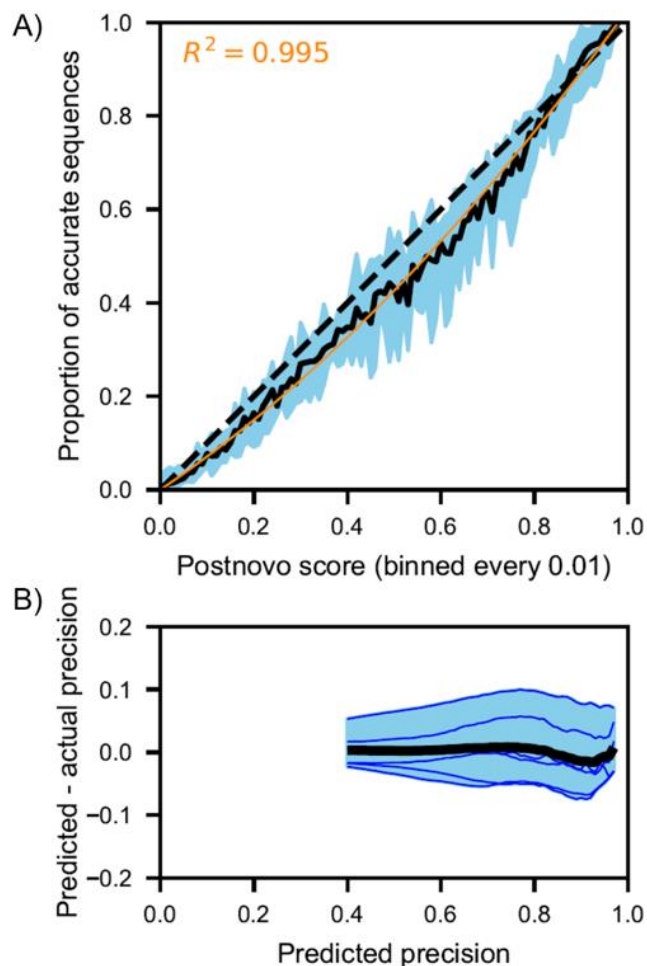 A)
R² = 0.995
Proportion of accurate sequences
1.0
0.8
0.6
0.4
0.2
0.0
0.0 0.2 0.4 0.6 0.8 1.0
Postnovo score (binned every 0.01)
B)
Predicted - actual precision
0.2
0.1
0.0
−0.1
−0.2
0.0 0.2 0.4 0.6 0.8 1.0
Predicted precision